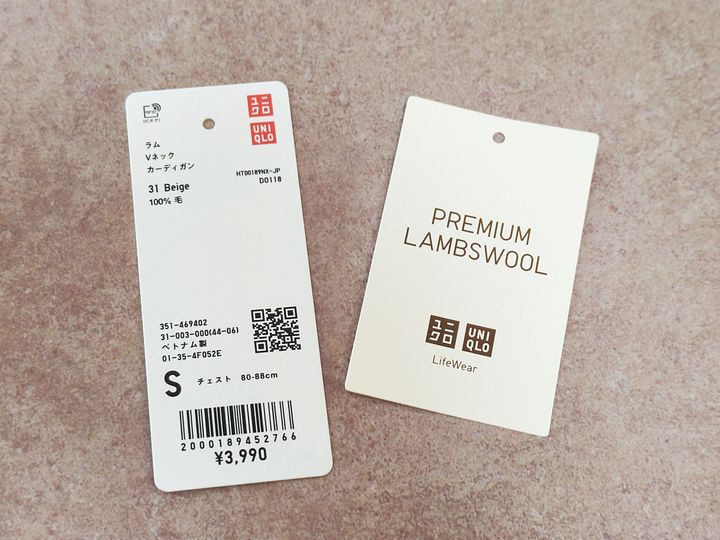 ユニ
クロ
UNI
QLO
ラム
Vネック
カーディガン
HT00189NX-JP
31 Beige
D0118
100% 毛
351-469402
31-003-000(44-06)
ベトナム製
01-35-4F052E
S チェスト 80-88cm
2000189452766
¥3,990
PREMIUM
LAMBSWOOL
ユニ UNI
クロ QLO
LifeWear